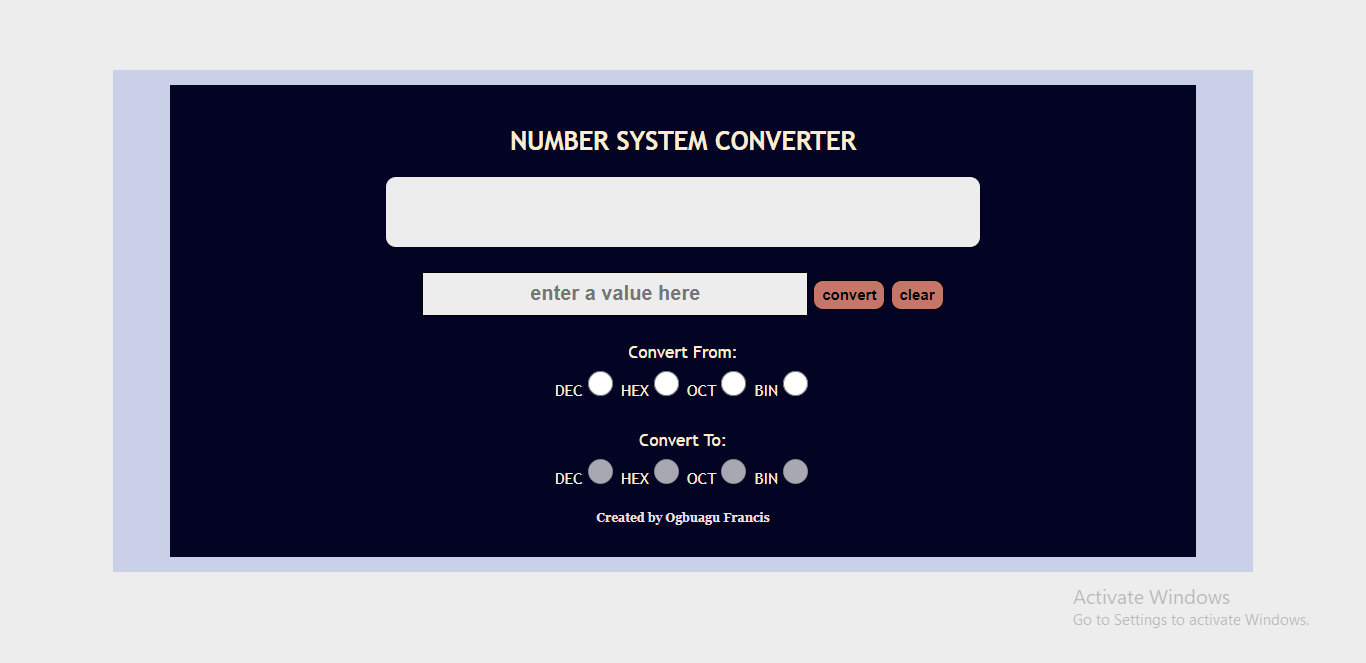 NUMBER SYSTEM CONVERTER
enter a value here convert clear
Convert From:
DEC HEX OCT BIN
Convert To:
DEC HEX OCT BIN
Created by Ogbuagu Francis
Activate Windows
Go to Settings to activate Windows.